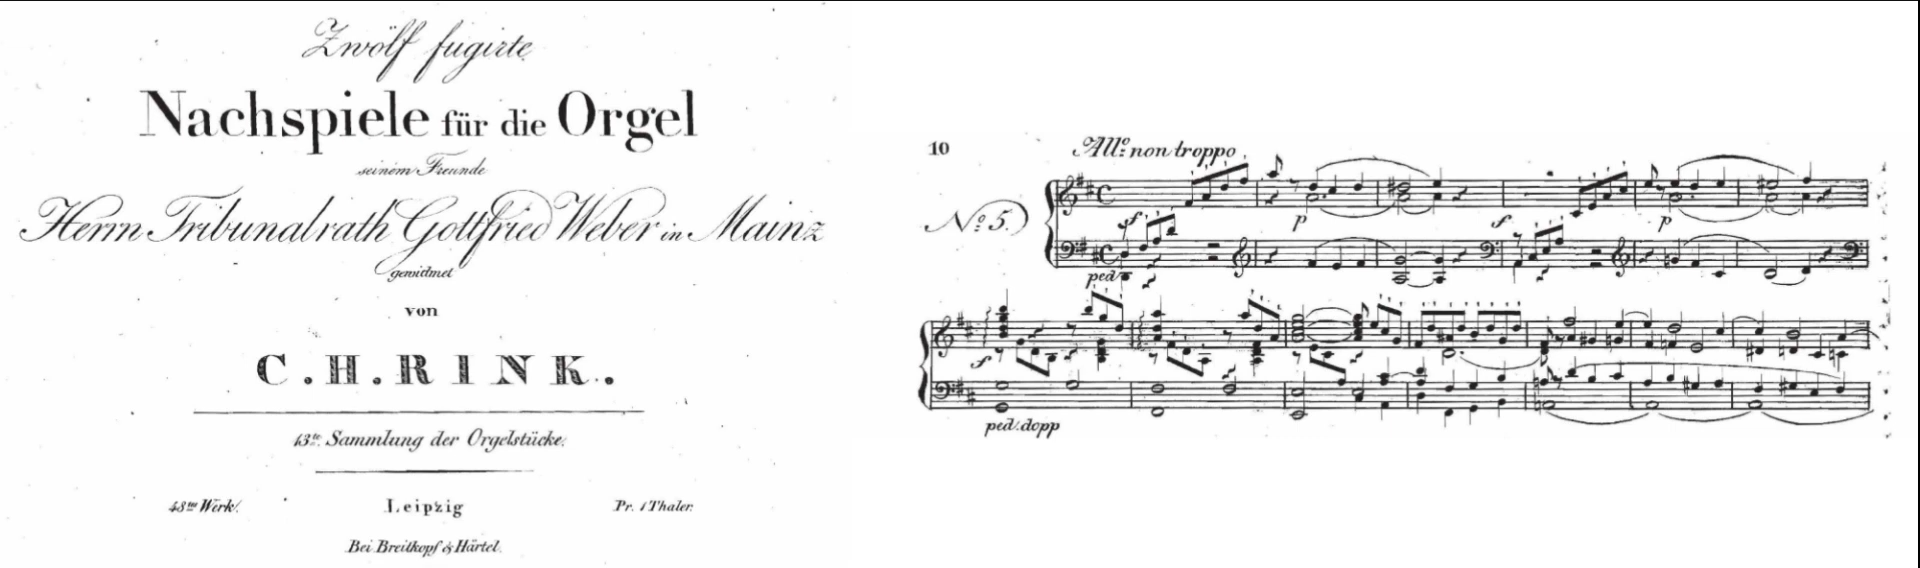 Zwölf fugirte
Nachspiele für die Orgel
seinem Freunde
Herrn Tribunalrath Gottfried Weber in Mainz
gewidmet
von
C.H.RINK.
13te. Sammlung der Orgelstücke.
48tes Werk.
Leipzig
Pr. 1 Thaler.
Bei Breitkopf & Härtel.
10
Allo. non troppo
No. 5.
f
p
f
p
ped.
f
ped. dopp